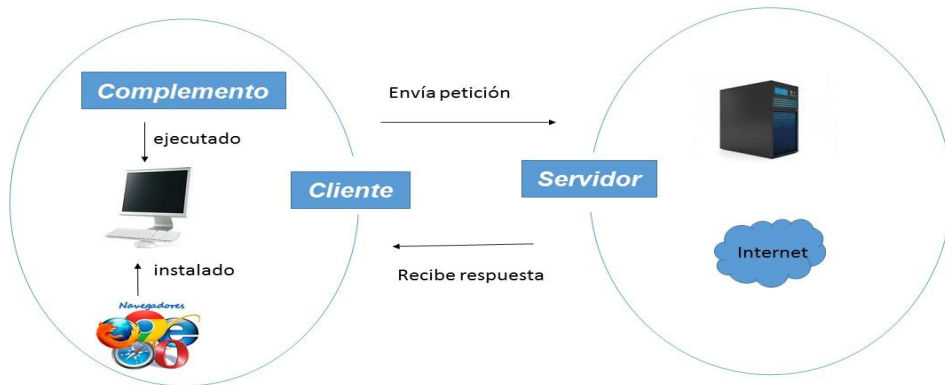 Complemento
ejecutado
instalado
Navegadores
Cliente
Envía petición
Recibe respuesta
Servidor
Internet